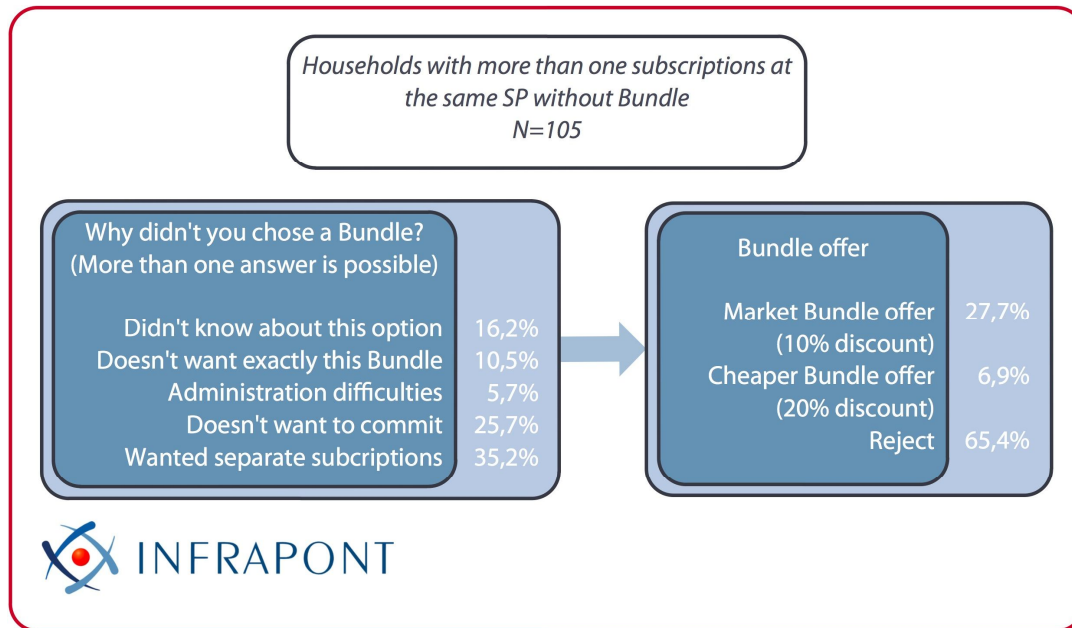 Households with more than one subscriptions at
the same SP without Bundle
N=105
Why didn't you chose a Bundle?
(More than one answer is possible)
Didn't know about this option 16,2%
Doesn't want exactly this Bundle 10,5%
Administration difficulties 5,7%
Doesn't want to commit 25,7%
Wanted separate subcriptions 35,2%
Bundle offer
Market Bundle offer 27,7%
(10% discount)
Cheaper Bundle offer 6,9%
(20% discount)
Reject 65,4%
INFRAPONT